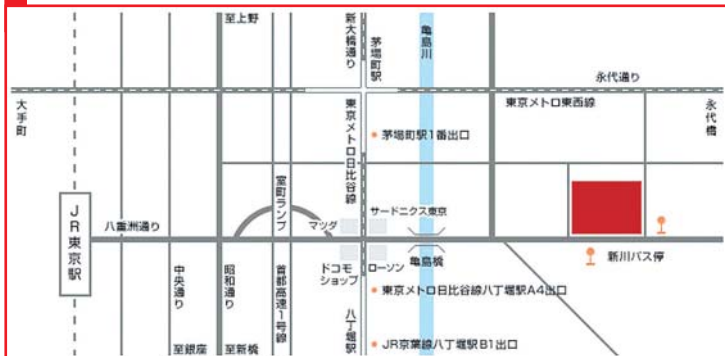 至上野
新大橋通り
茅場町駅
亀島川
永代通り
大手町
東京メトロ日比谷線
東京メトロ東西線
永代橋
茅場町駅1番出口
室町ランプ
JR東京駅
八重洲通り
マツダ
サードニクス東京
新川バス停
中央通り
昭和通り
首都高速1号線
ドコモ
ショップ
ローソン
亀島橋
東京メトロ日比谷線八丁堀駅A4出口
八丁堀駅
至銀座
至新橋
JR京葉線八丁堀駅B1出口